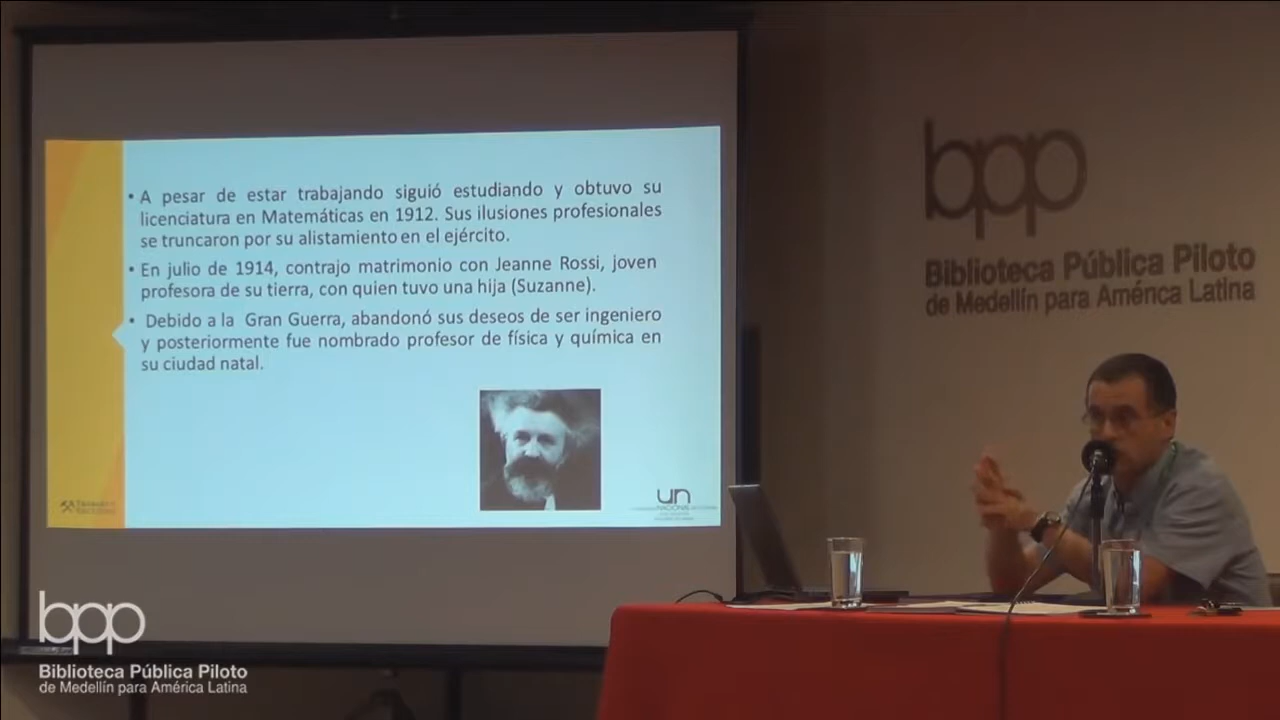 • A pesar de estar trabajando siguió estudiando y obtuvo su
licenciatura en Matemáticas en 1912. Sus ilusiones profesionales
se truncaron por su alistamiento en el ejército.
• En julio de 1914, contrajo matrimonio con Jeanne Rossi, joven
profesora de su tierra, con quien tuvo una hija (Suzanne).
• Debido a la Gran Guerra, abandonó sus deseos de ser ingeniero
y posteriormente fue nombrado profesor de física y química en
su ciudad natal.
un
NACIONAL
bpp
Biblioteca Pública Piloto
de Medellín para América Latina
bpp
Biblioteca Pública Piloto
de Medellín para América Latina